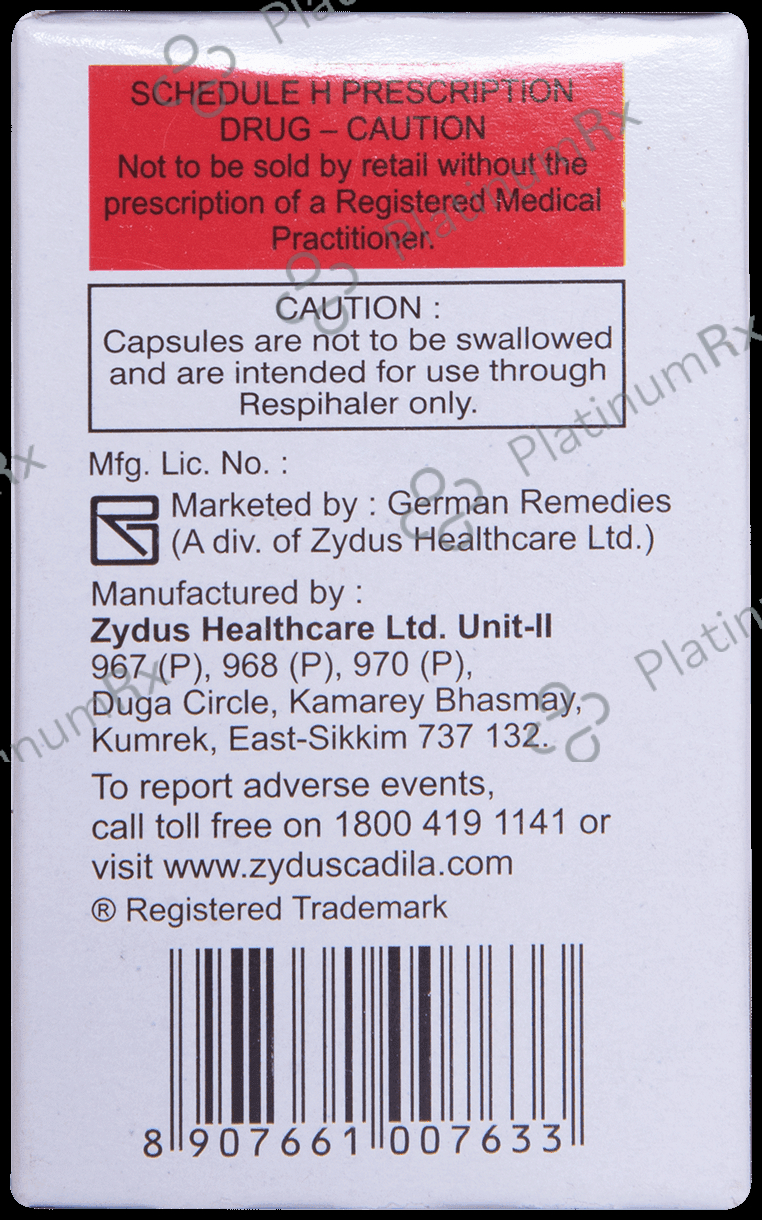 SCHEDULE H PRESCRIPTION
DRUG – CAUTION
Not to be sold by retail without the
prescription of a Registered Medical
Practitioner.
CAUTION :
Capsules are not to be swallowed
and are intended for use through
Respihaler only.
Mfg. Lic. No. :
Marketed by : German Remedies
(A div. of Zydus Healthcare Ltd.)
Manufactured by :
Zydus Healthcare Ltd. Unit-II
967 (P), 968 (P), 970 (P),
Duga Circle, Kamarey Bhasmay,
Kumrek, East-Sikkim 737 132.
To report adverse events,
call toll free on 1800 419 1141 or
visit www.zyduscadila.com
® Registered Trademark
8 907661 007633
PlatinumRx
PlatinumRx